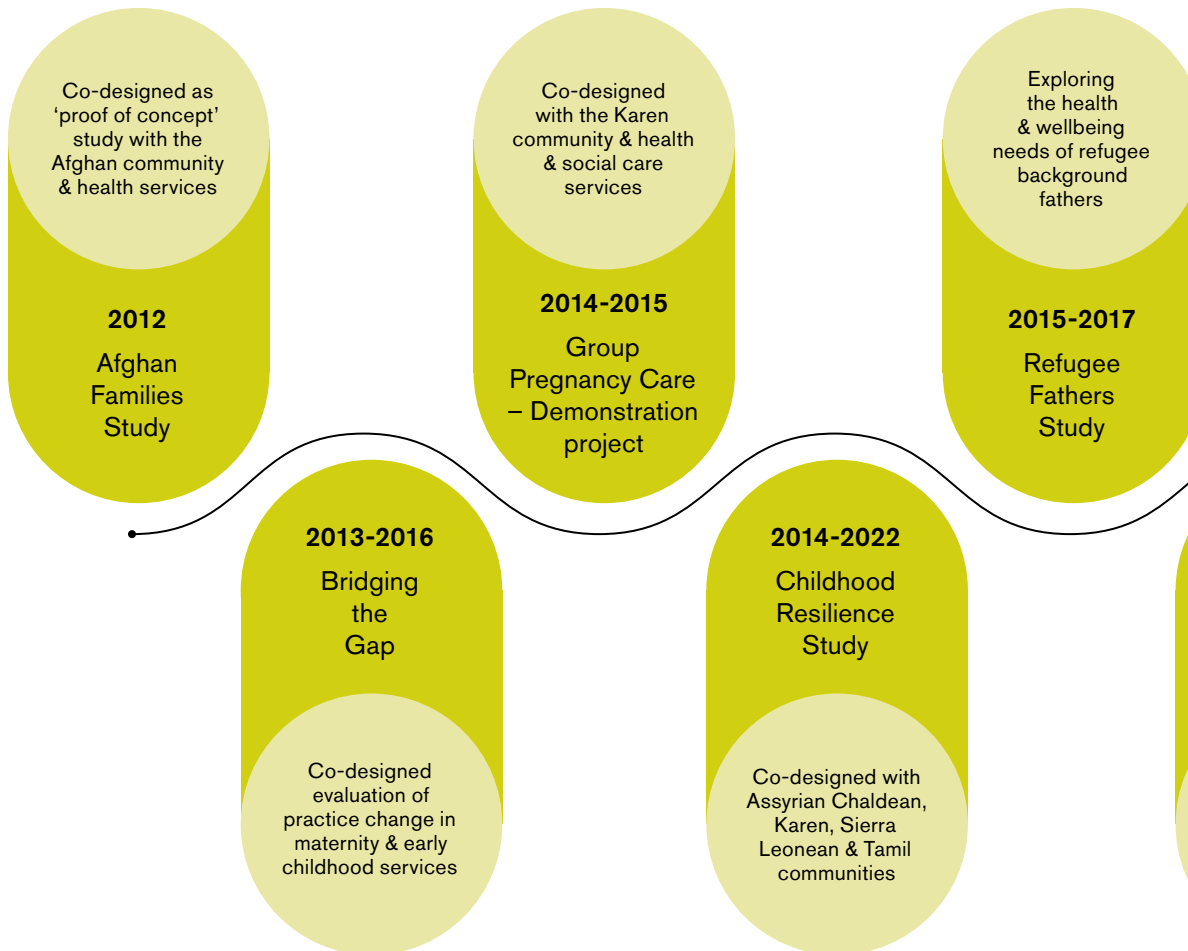 Co-designed as
‘proof of concept’
study with the
Afghan community
& health services
2012
Afghan
Families
Study
2013-2016
Bridging
the
Gap
Co-designed
evaluation of
practice change in
maternity & early
childhood services
Co-designed
with the Karen
community & health
& social care
services
2014-2015
Group
Pregnancy Care
– Demonstration
project
2014-2022
Childhood
Resilience
Study
Co-designed with
Assyrian Chaldean,
Karen, Sierra
Leonean & Tamil
communities
Exploring
the health
& wellbeing
needs of refugee
background
fathers
2015-2017
Refugee
Fathers
Study